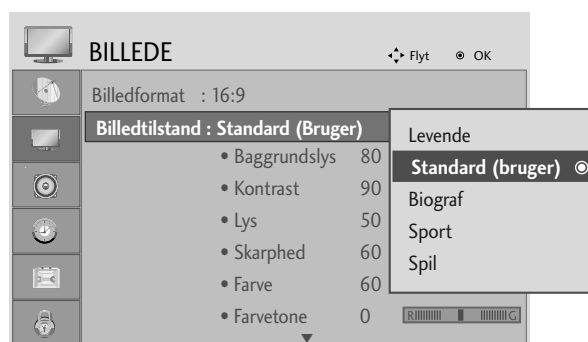 BILLEDE
Flyt OK
Billedformat : 16:9
Billedtilstand : Standard (Bruger)
• Baggrundslys 80
• Kontrast 90
• Lys 50
• Skarphed 60
• Farve 60
• Farvetone 0
R G
Levende
Standard (bruger)
Biograf
Sport
Spil